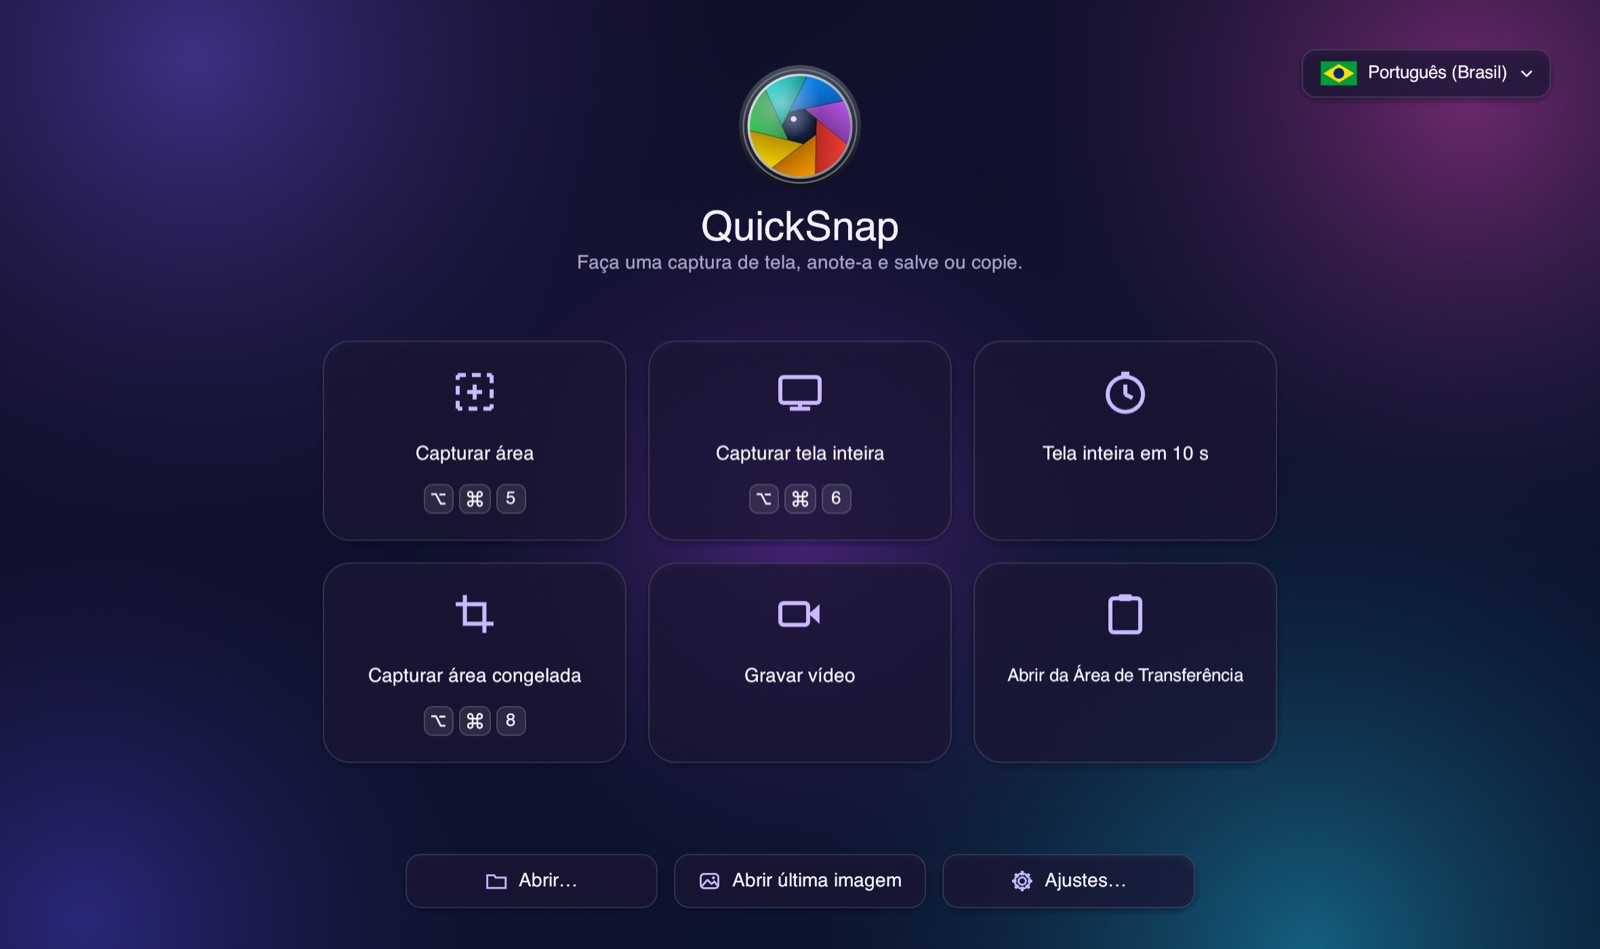 Português (Brasil)
QuickSnap
Faça uma captura de tela, anote-a e salve ou copie.
Capturar área
⌥ ⌘ 5
Capturar tela inteira
⌥ ⌘ 6
Tela inteira em 10 s
Capturar área congelada
⌥ ⌘ 8
Gravar vídeo
Abrir da Área de Transferência
Abrir…
Abrir última imagem
Ajustes…